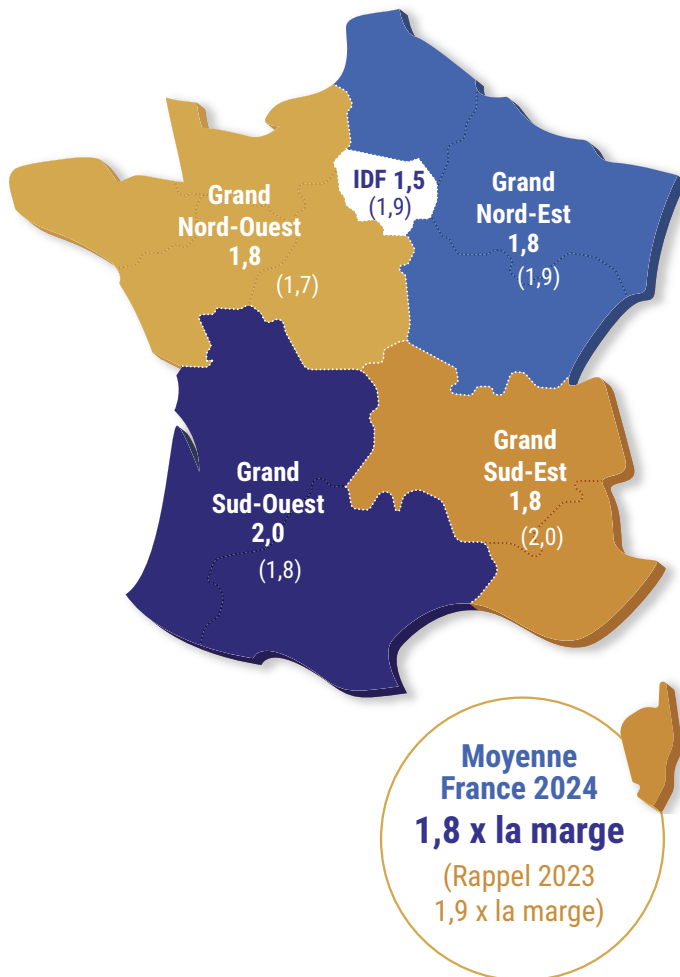 IDF 1,5
(1,9)
Grand
Nord-Ouest
1,8
(1,7)
Grand
Nord-Est
1,8
(1,9)
Grand
Sud-Ouest
2,0
(1,8)
Grand
Sud-Est
1,8
(2,0)
Moyenne
France 2024
1,8 x la marge
(Rappel 2023
1,9 x la marge)